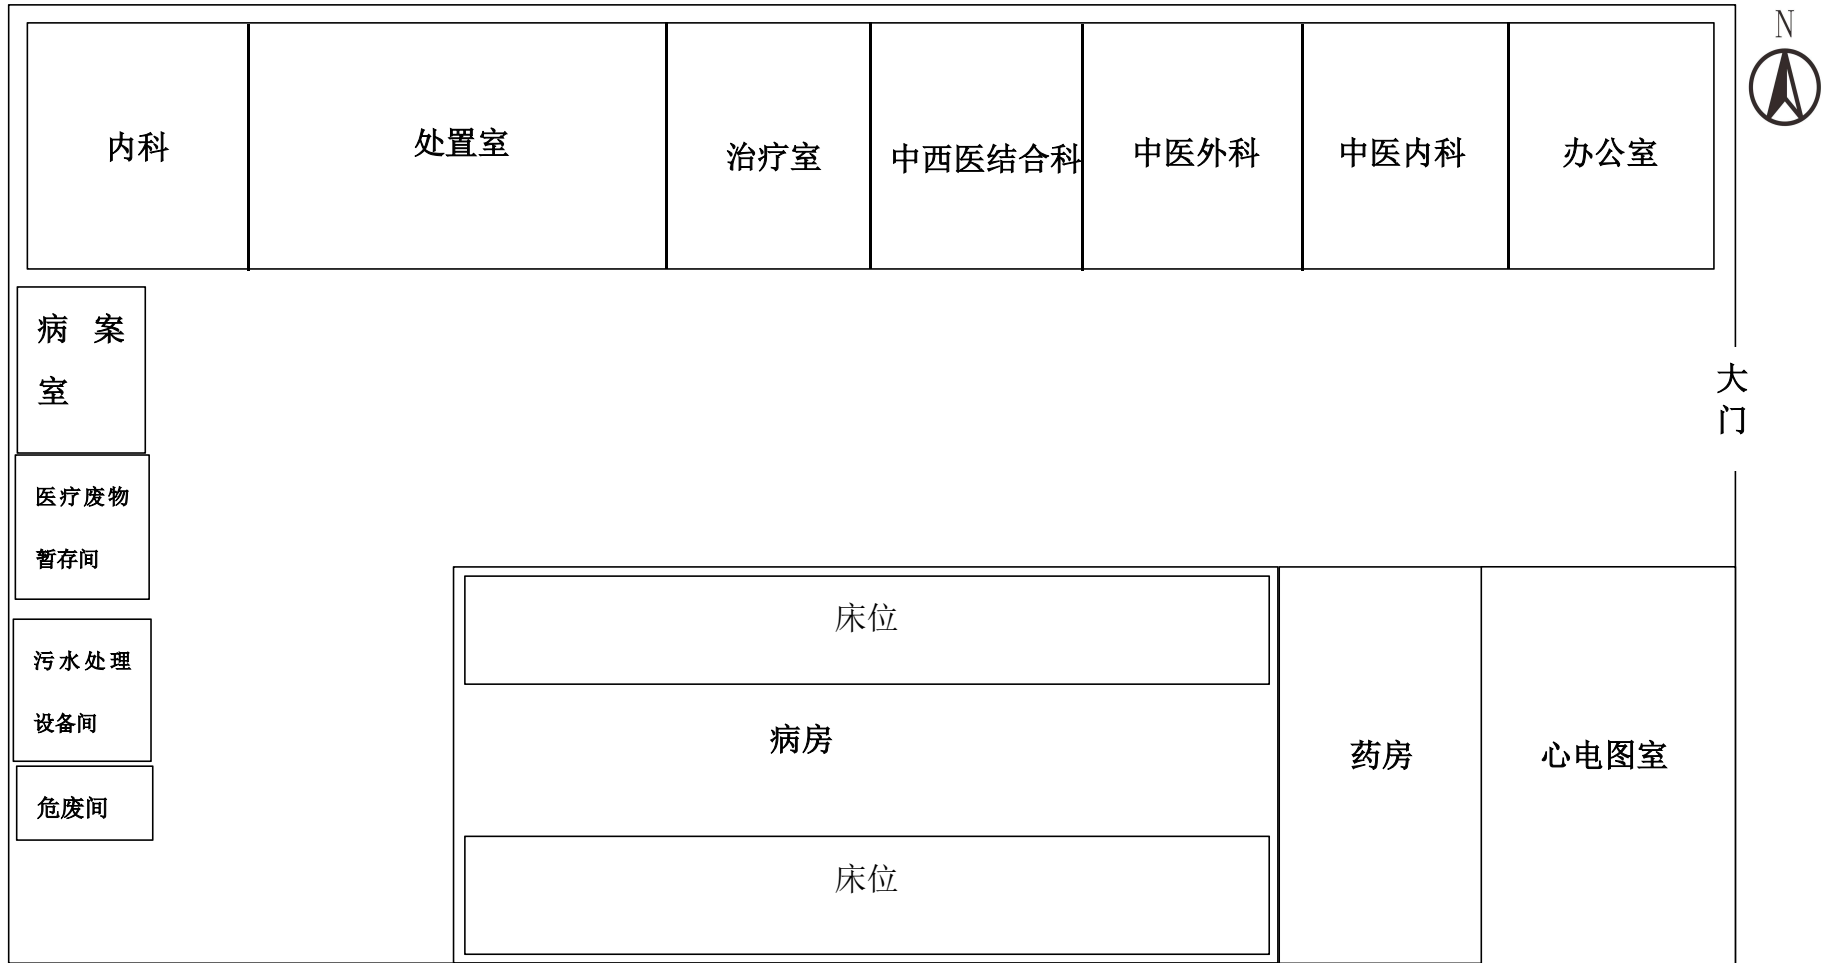 N
内科
处置室
治疗室
中西医结合科
中医外科
中医内科
办公室
病 案
室
大
门
医疗废物
暂存间
污水处理
设备间
危废间
床位
病房
床位
药房
心电图室